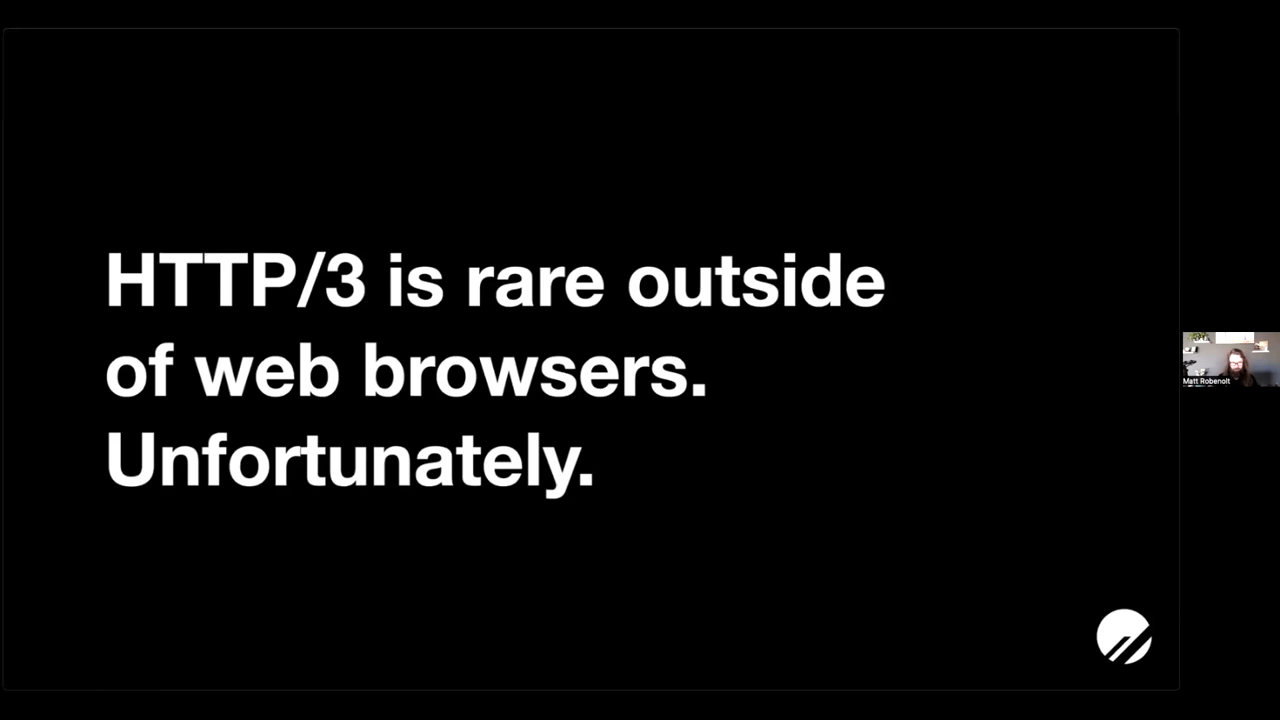 HTTP/3 is rare outside
of web browsers.
Unfortunately.
Matt Robenolt